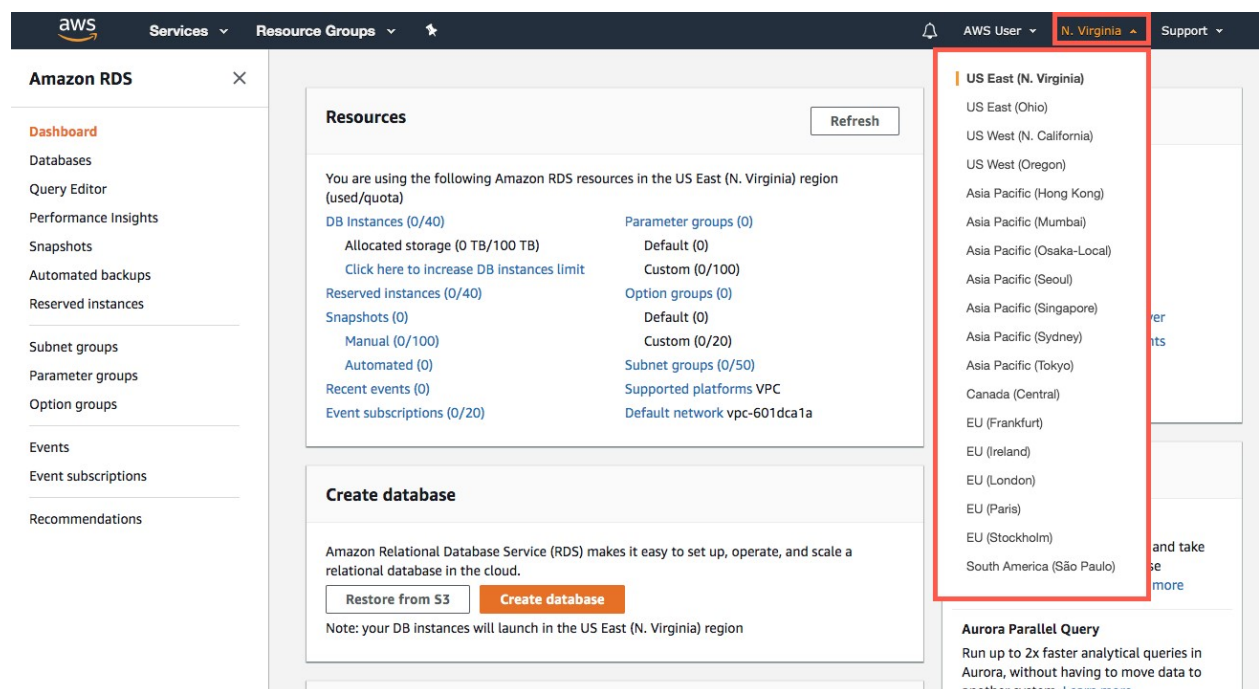 aws Services Resource Groups AWS User N. Virginia Support
Amazon RDS
Dashboard
Databases
Query Editor
Performance Insights
Snapshots
Automated backups
Reserved instances
Subnet groups
Parameter groups
Option groups
Events
Event subscriptions
Recommendations
Resources
Refresh
You are using the following Amazon RDS resources in the US East (N. Virginia) region
(used/quota)
DB Instances (0/40)
Allocated storage (0 TB/100 TB)
Click here to increase DB instances limit
Reserved instances (0/40)
Snapshots (0)
Manual (0/100)
Automated (0)
Recent events (0)
Event subscriptions (0/20)
Parameter groups (0)
Default (0)
Custom (0/100)
Option groups (0)
Default (0)
Custom (0/20)
Subnet groups (0/50)
Supported platforms VPC
Default network vpc-601dca1a
Create database
Amazon Relational Database Service (RDS) makes it easy to set up, operate, and scale a
relational database in the cloud.
Restore from S3 Create database
Note: your DB instances will launch in the US East (N. Virginia) region
US East (N. Virginia)
US East (Ohio)
US West (N. California)
US West (Oregon)
Asia Pacific (Hong Kong)
Asia Pacific (Mumbai)
Asia Pacific (Osaka-Local)
Asia Pacific (Seoul)
Asia Pacific (Singapore)
Asia Pacific (Sydney)
Asia Pacific (Tokyo)
Canada (Central)
EU (Frankfurt)
EU (Ireland)
EU (London)
EU (Paris)
EU (Stockholm)
South America (São Paulo)
and take
more
Aurora Parallel Query
Run up to 2x faster analytical queries in
Aurora, without having to move data to